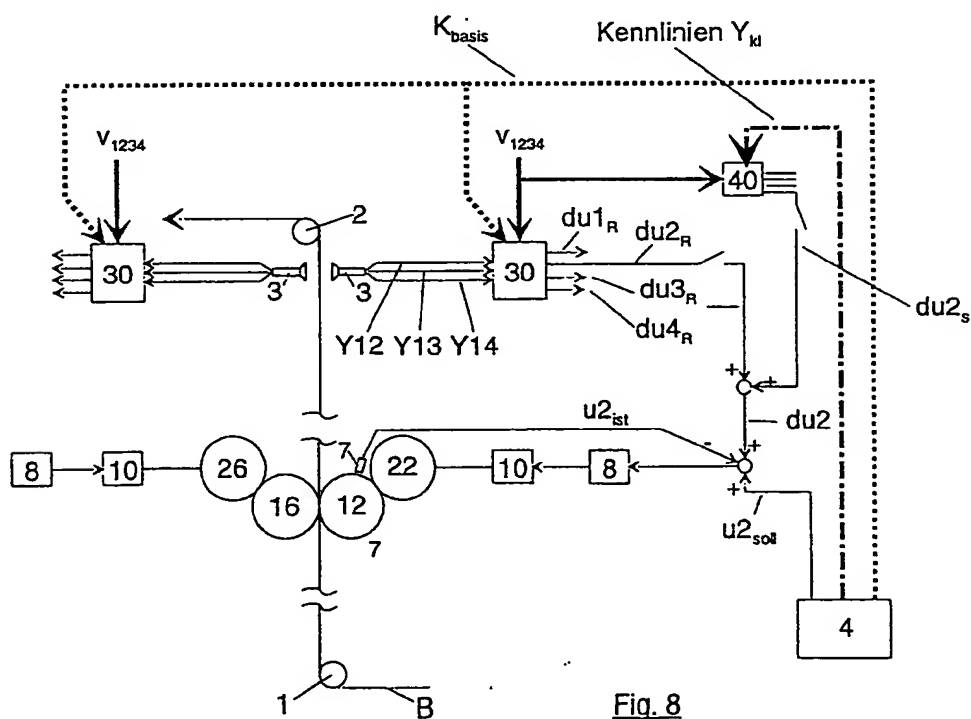 K_basis
Kennlinien Y_kl
v_1234
v_1234
40
2
du1_R
du2_R
30
3
3
30
du3_R
du4_R
du2_s
Y12 Y13 Y14
u2_ist
du2
7
8
10
26
16
12
22
10
8
7
u2_soll
4
1
B
Fig. 8
+
+
+
-
+